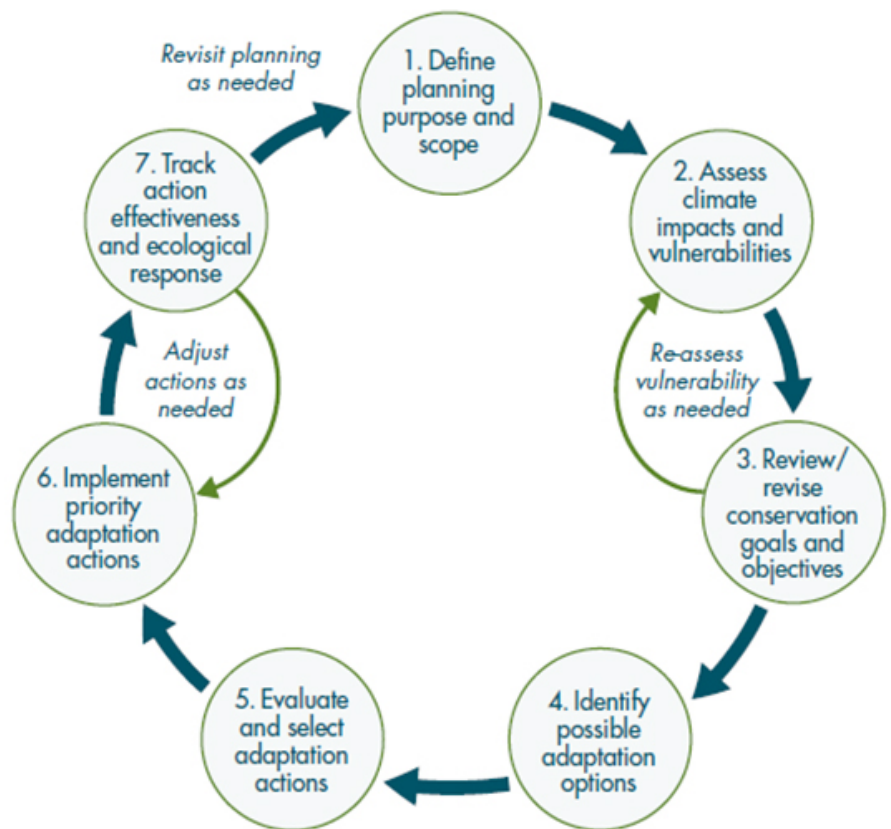 Revisit planning
as needed
1. Define
planning
purpose and
scope
2. Assess
climate
impacts and
vulnerabilities
Re-assess
vulnerability
as needed
3. Review/
revise
conservation
goals and
objectives
4. Identify
possible
adaptation
options
5. Evaluate
and select
adaptation
actions
6. Implement
priority
adaptation
actions
Adjust
actions as
needed
7. Track
action
effectiveness
and ecological
response